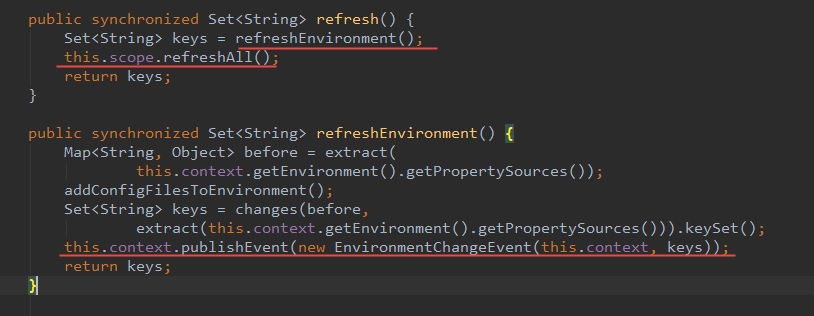 public synchronized Set<String> refresh() {
Set<String> keys = refreshEnvironment();
this.scope.refreshAll();
return keys;
}
public synchronized Set<String> refreshEnvironment() {
Map<String, Object> before = extract(
this.context.getEnvironment().getPropertySources());
addConfigFilesToEnvironment();
Set<String> keys = changes(before,
extract(this.context.getEnvironment().getPropertySources())).keySet();
this.context.publishEvent(new EnvironmentChangeEvent(this.context, keys));
return keys;
}